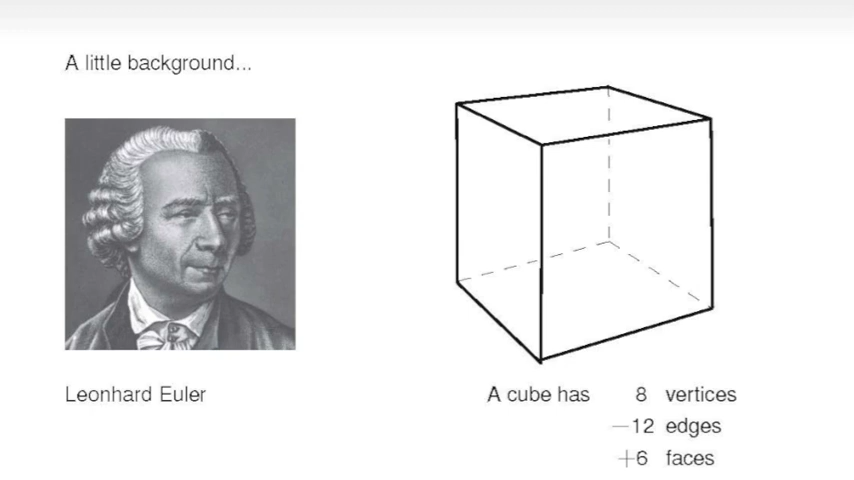 A little background...
Leonhard Euler
A cube has 8 vertices
−12 edges
+6 faces